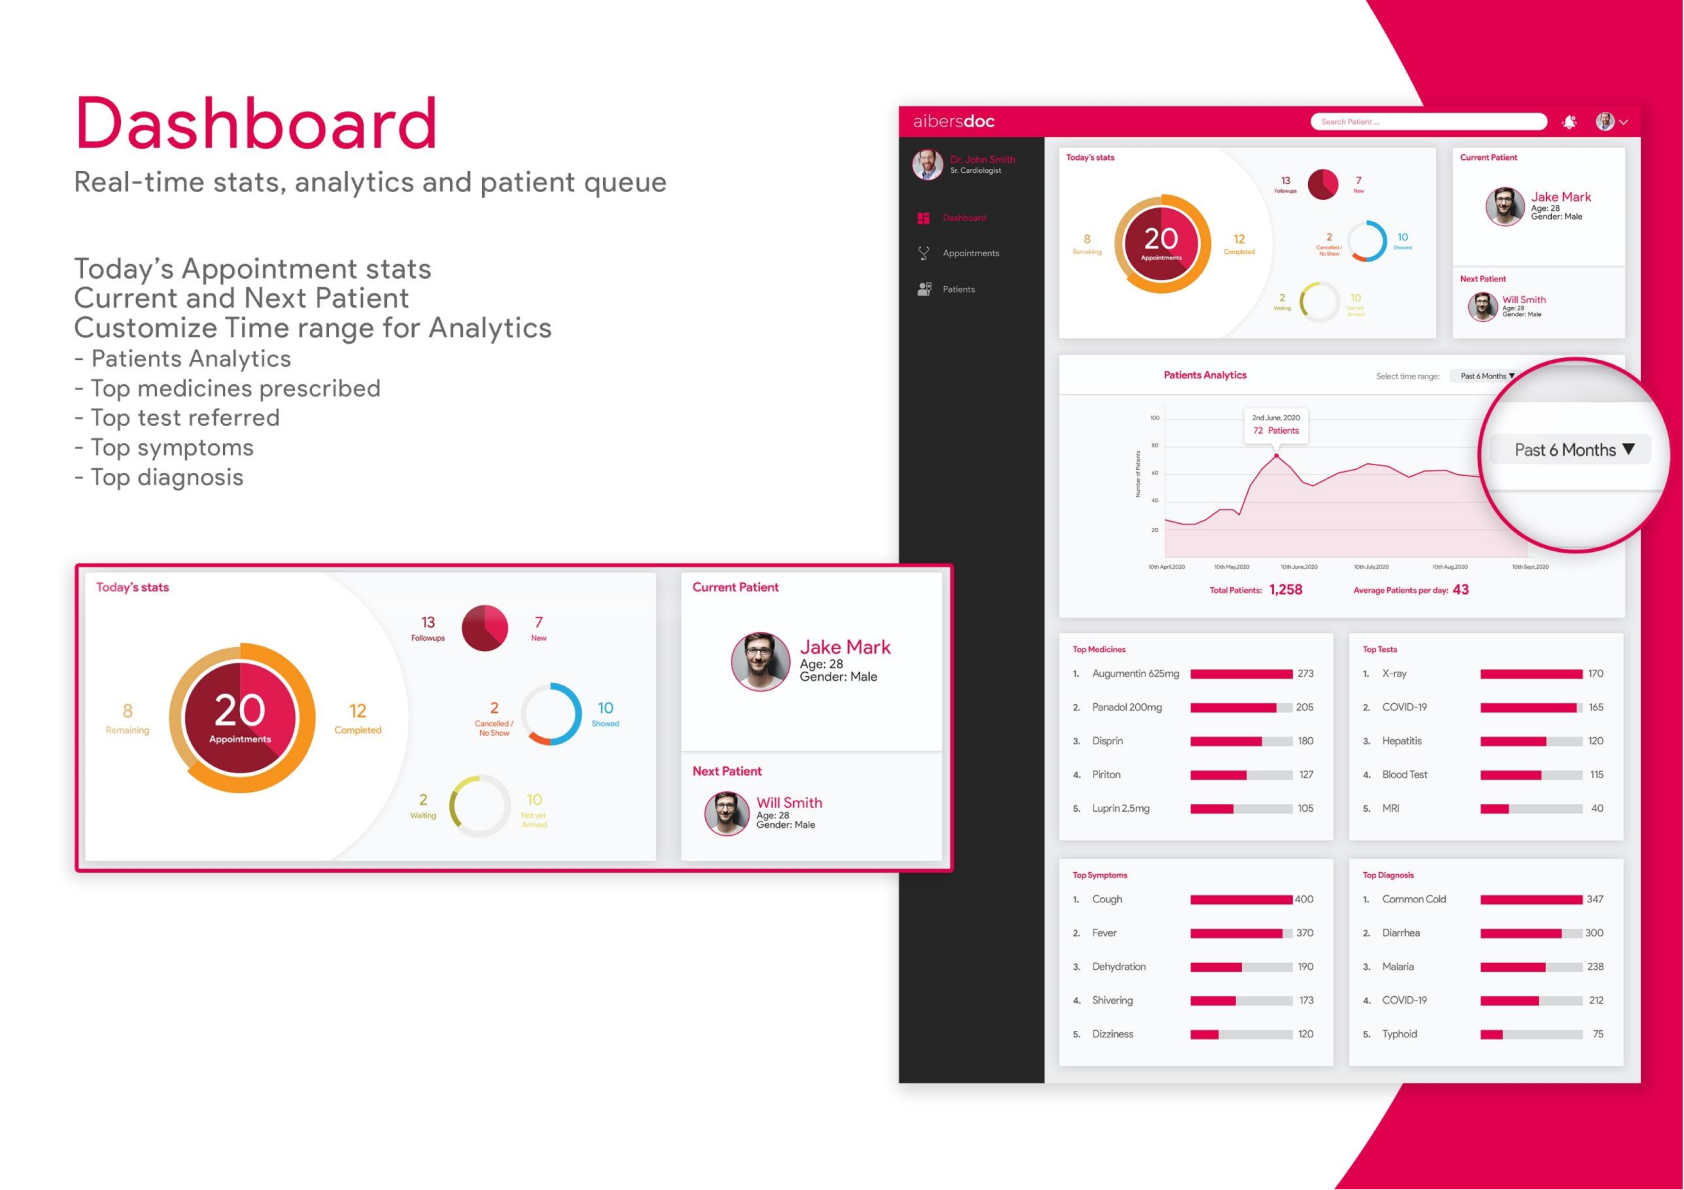 Dashboard
Real-time stats, analytics and patient queue
Today's Appointment stats
Current and Next Patient
Customize Time range for Analytics
- Patients Analytics
- Top medicines prescribed
- Top test referred
- Top symptoms
- Top diagnosis
Today's stats
13
Followups
7
New
8
Remaining
20
Appointments
12
Completed
2
Cancelled /
No Show
10
Showed
2
Waiting
10
Not yet
Arrived
Current Patient
Jake Mark
Age: 28
Gender: Male
Next Patient
Will Smith
Age: 28
Gender: Male
aibersdoc
Search Patient ...
Dr. John Smith
Sr. Cardiologist
Dashboard
Appointments
Patients
Today's stats
13
Followups
7
New
8
Remaining
20
Appointments
12
Completed
2
Cancelled /
No Show
10
Showed
2
Waiting
10
Not yet
Arrived
Current Patient
Jake Mark
Age: 28
Gender: Male
Next Patient
Will Smith
Age: 28
Gender: Male
Patients Analytics
Select time range:
Past 6 Months ▼
Past 6 Months ▼
2nd June, 2020
72 Patients
Number of Patients
100
80
60
40
20
10th April,2020
10th May,2020
10th June,2020
10th July,2020
10th Aug,2020
10th Sept,2020
Total Patients: 1,258
Average Patients per day: 43
Top Medicines
1. Augumentin 625mg 273
2. Panadol 200mg 205
3. Disprin 180
4. Piriton 127
5. Luprin 2.5mg 105
Top Tests
1. X-ray 170
2. COVID-19 165
3. Hepatitis 120
4. Blood Test 115
5. MRI 40
Top Symptoms
1. Cough 400
2. Fever 370
3. Dehydration 190
4. Shivering 173
5. Dizziness 120
Top Diagnosis
1. Common Cold 347
2. Diarrhea 300
3. Malaria 238
4. COVID-19 212
5. Typhoid 75